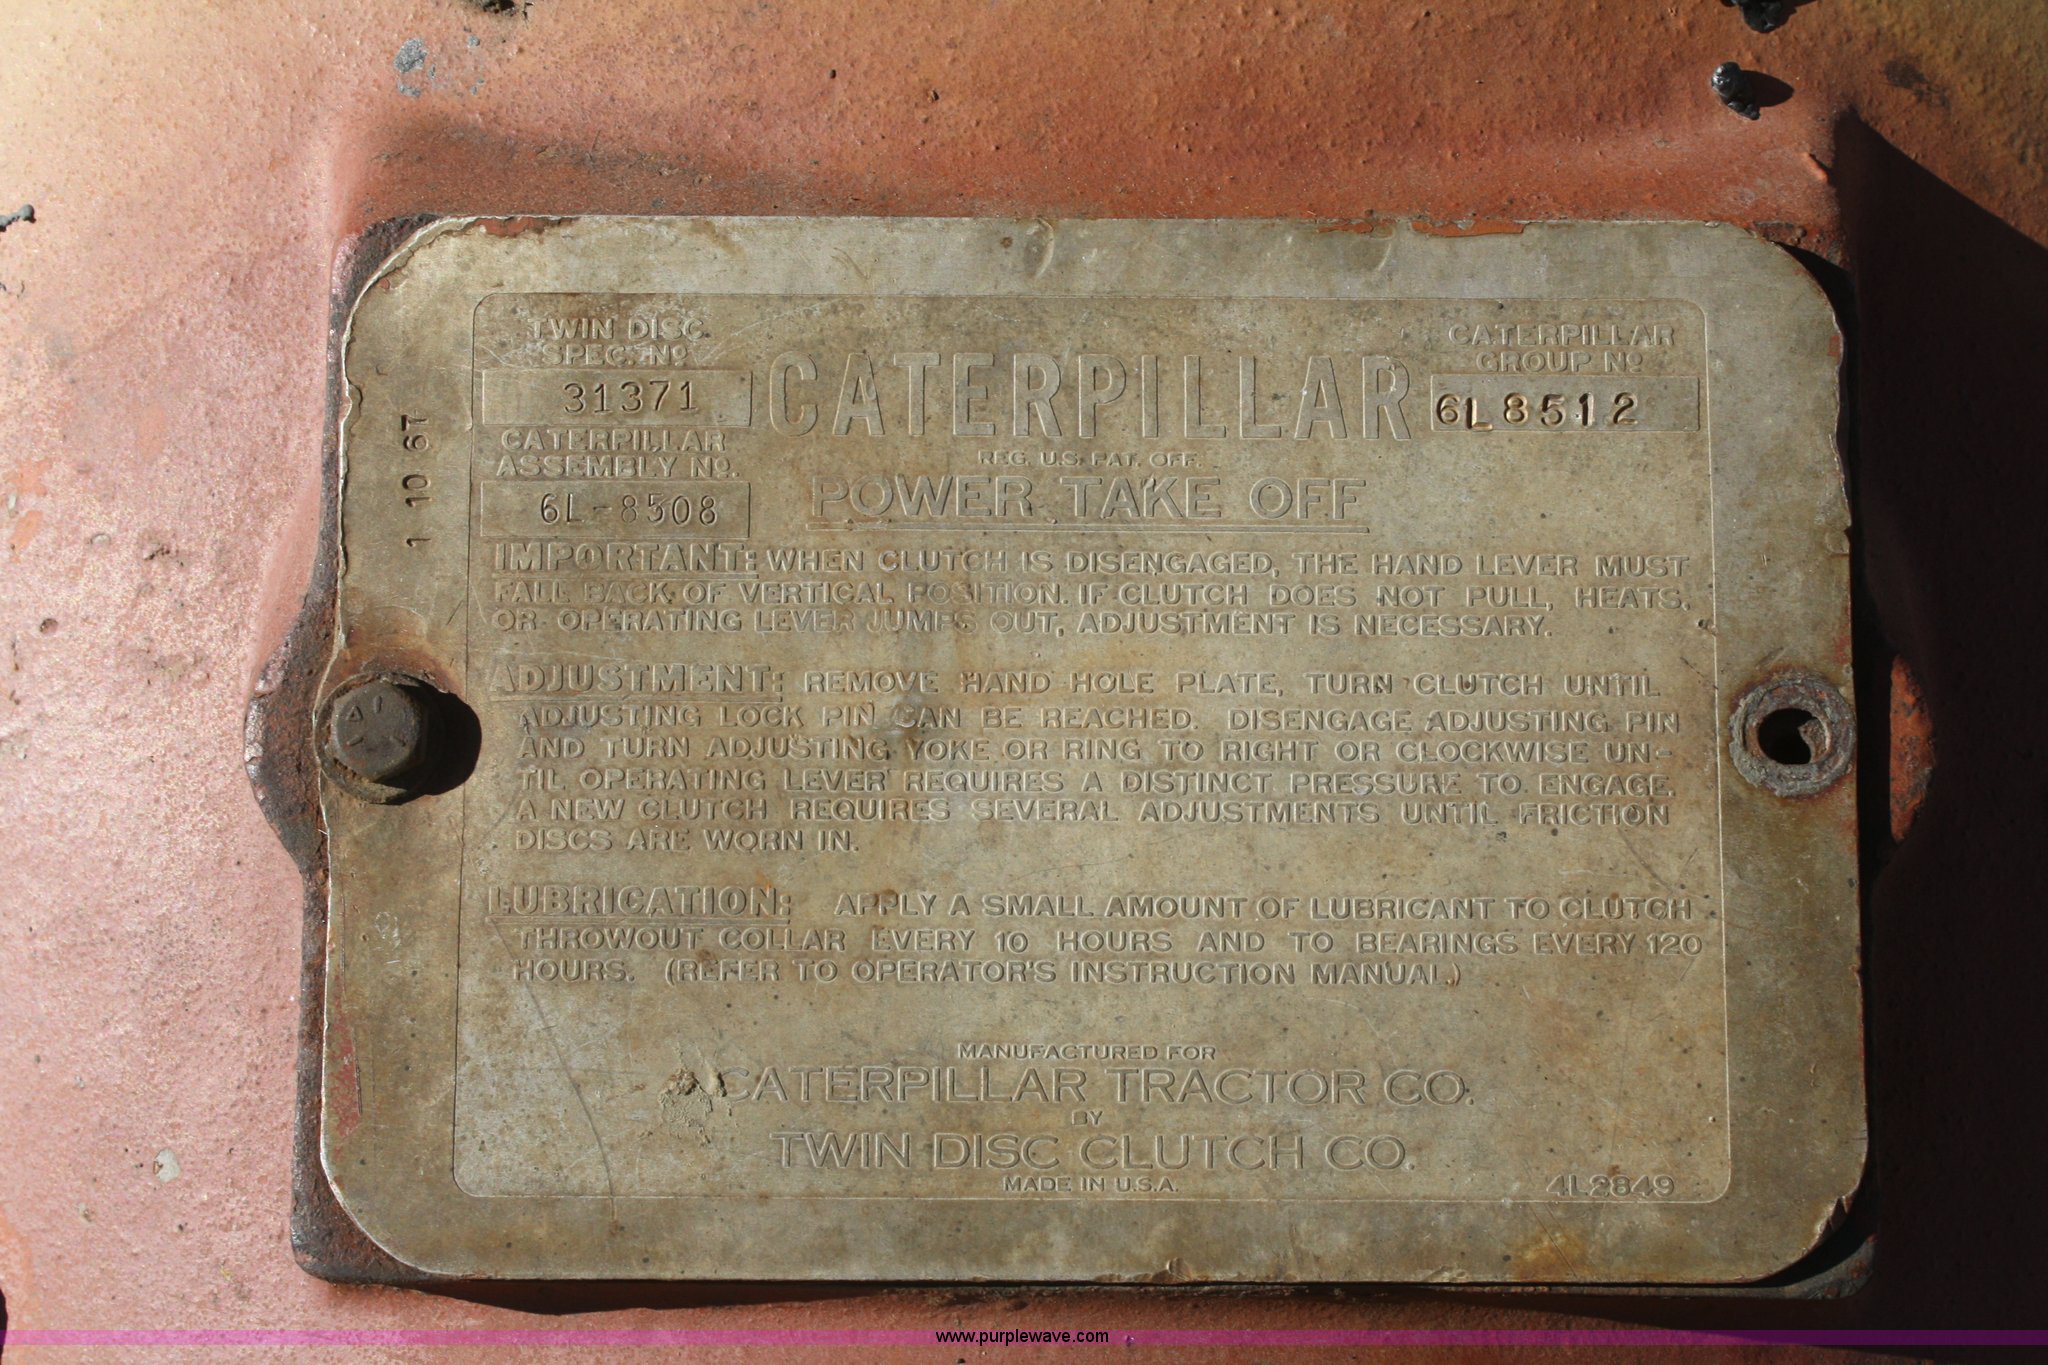 TWIN DISC
SPEC. Nº
31371
CATERPILLAR
ASSEMBLY Nº.
6L-8508
CATERPILLAR
REG. U.S. PAT. OFF.
POWER TAKE OFF
CATERPILLAR
GROUP Nº
6L8512
1 10 6T
IMPORTANT: WHEN CLUTCH IS DISENGAGED, THE HAND LEVER MUST
FALL BACK OF VERTICAL POSITION. IF CLUTCH DOES NOT PULL, HEATS,
OR OPERATING LEVER JUMPS OUT, ADJUSTMENT IS NECESSARY.
ADJUSTMENT: REMOVE HAND HOLE PLATE, TURN CLUTCH UNTIL
ADJUSTING LOCK PIN CAN BE REACHED. DISENGAGE ADJUSTING PIN
AND TURN ADJUSTING YOKE OR RING TO RIGHT OR CLOCKWISE UN-
TIL OPERATING LEVER REQUIRES A DISTINCT PRESSURE TO ENGAGE.
A NEW CLUTCH REQUIRES SEVERAL ADJUSTMENTS UNTIL FRICTION
DISCS ARE WORN IN.
LUBRICATION: APPLY A SMALL AMOUNT OF LUBRICANT TO CLUTCH
THROWOUT COLLAR EVERY 10 HOURS AND TO BEARINGS EVERY 120
HOURS. (REFER TO OPERATOR'S INSTRUCTION MANUAL.)
MANUFACTURED FOR
CATERPILLAR TRACTOR CO.
BY
TWIN DISC CLUTCH CO.
MADE IN U.S.A.
4L2849
www.purplewave.com